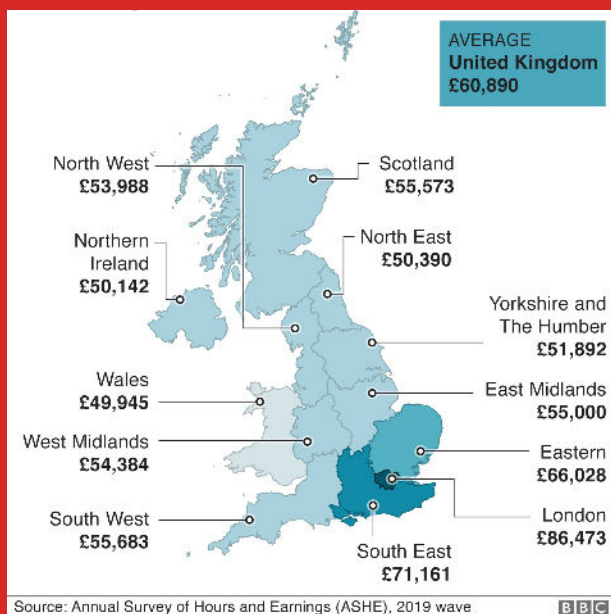 AVERAGE
United Kingdom
£60,890
North West
£53,988
Scotland
£55,573
Northern
Ireland
£50,142
North East
£50,390
Yorkshire and
The Humber
£51,892
Wales
£49,945
East Midlands
£55,000
West Midlands
£54,384
Eastern
£66,028
South West
£55,683
London
£86,473
South East
£71,161
Source: Annual Survey of Hours and Earnings (ASHE), 2019 wave
BBC